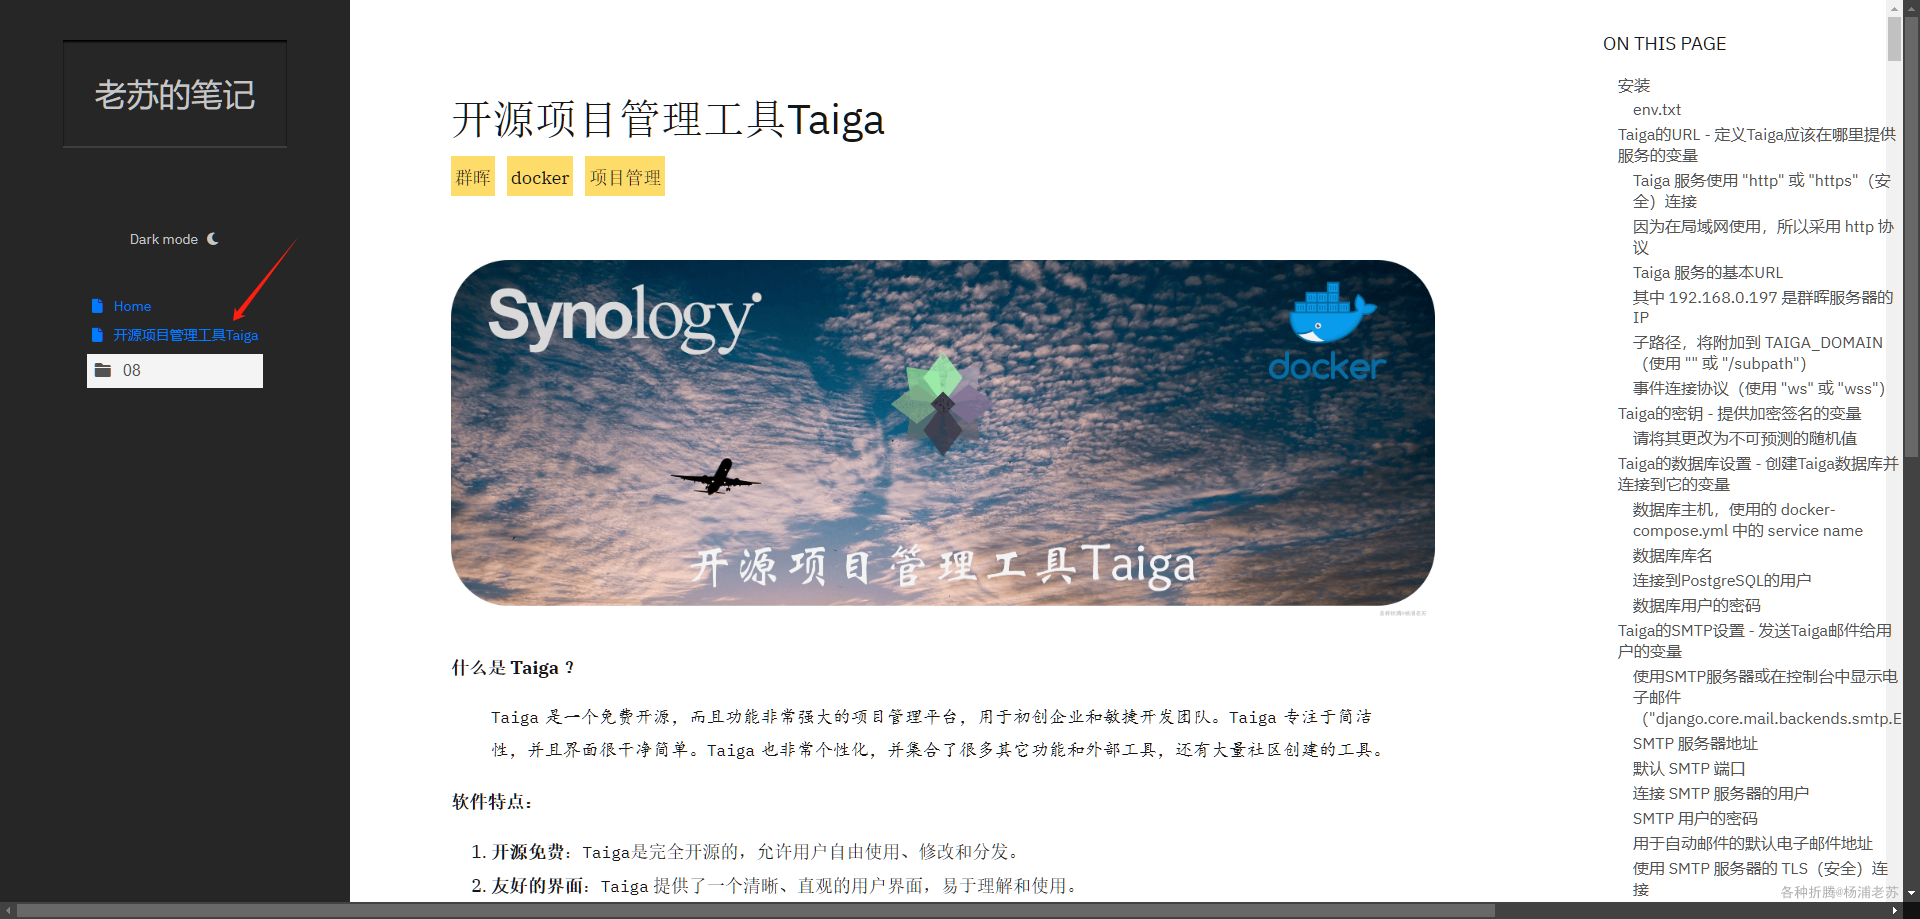 老苏的笔记
Dark mode
Home
开源项目管理工具Taiga
08
开源项目管理工具Taiga
群晖 docker 项目管理
Synology
docker
开源项目管理工具Taiga
各种折腾@杨浦老苏
什么是 Taiga ？
Taiga 是一个免费开源，而且功能非常强大的项目管理平台，用于初创企业和敏捷开发团队。Taiga 专注于简洁
性，并且界面很干净简单。Taiga 也非常个性化，并集合了很多其它功能和外部工具，还有大量社区创建的工具。
软件特点：
1. 开源免费：Taiga是完全开源的，允许用户自由使用、修改和分发。
2. 友好的界面：Taiga 提供了一个清晰、直观的用户界面，易于理解和使用。
ON THIS PAGE
安装
env.txt
Taiga的URL - 定义Taiga应该在哪里提供
服务的变量
Taiga 服务使用 "http" 或 "https"（安
全）连接
因为在局域网使用，所以采用 http 协
议
Taiga 服务的基本URL
其中 192.168.0.197 是群晖服务器的
IP
子路径，将附加到 TAIGA_DOMAIN
（使用 "" 或 "/subpath"）
事件连接协议（使用 "ws" 或 "wss"）
Taiga的密钥 - 提供加密签名的变量
请将其更改为不可预测的随机值
Taiga的数据库设置 - 创建Taiga数据库并
连接到它的变量
数据库主机，使用的 docker-
compose.yml 中的 service name
数据库库名
连接到PostgreSQL的用户
数据库用户的密码
Taiga的SMTP设置 - 发送Taiga邮件给用
户的变量
使用SMTP服务器或在控制台中显示电
子邮件
（"django.core.mail.backends.smtp.E
SMTP 服务器地址
默认 SMTP 端口
连接 SMTP 服务器的用户
SMTP 用户的密码
用于自动邮件的默认电子邮件地址
使用 SMTP 服务器的 TLS（安全）连
接
各种折腾@杨浦老苏